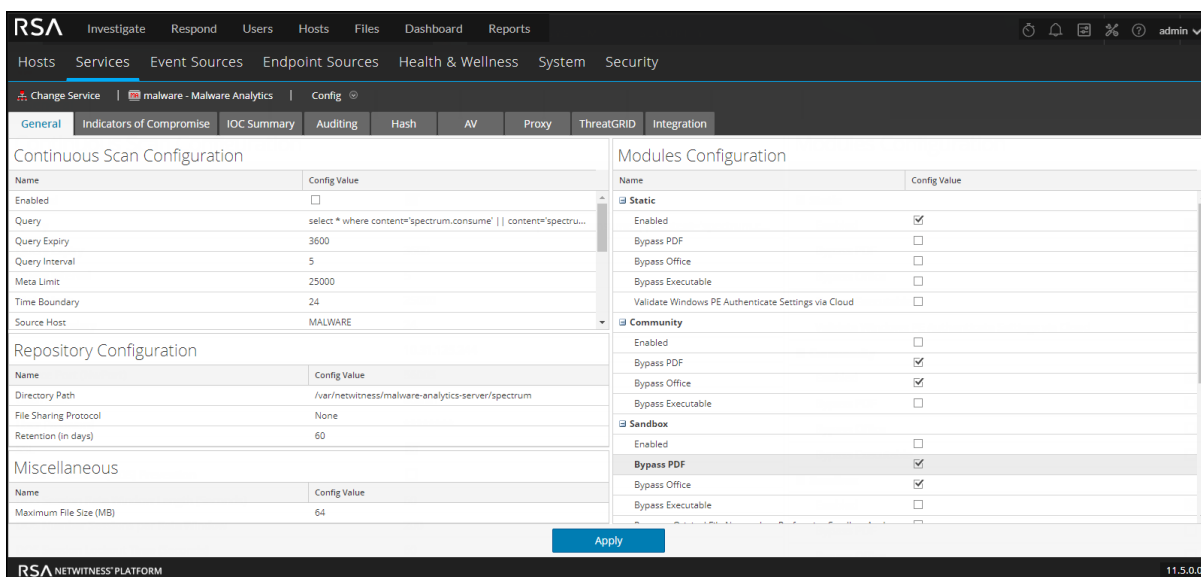 RSA Investigate Respond Users Hosts Files Dashboard Reports admin
Hosts Services Event Sources Endpoint Sources Health & Wellness System Security
Change Service | malware - Malware Analytics | Config
General Indicators of Compromise IOC Summary Auditing Hash AV Proxy ThreatGRID Integration
Continuous Scan Configuration
Name Config Value
Enabled
Query select * where content='spectrum.consume' || content='spectru...
Query Expiry 3600
Query Interval 5
Meta Limit 25000
Time Boundary 24
Source Host MALWARE
Repository Configuration
Name Config Value
Directory Path /var/netwitness/malware-analytics-server/spectrum
File Sharing Protocol None
Retention (in days) 60
Miscellaneous
Name Config Value
Maximum File Size (MB) 64
Modules Configuration
Name Config Value
Static
Enabled
Bypass PDF
Bypass Office
Bypass Executable
Validate Windows PE Authenticate Settings via Cloud
Community
Enabled
Bypass PDF
Bypass Office
Bypass Executable
Sandbox
Enabled
Bypass PDF
Bypass Office
Bypass Executable
Apply
RSA NETWITNESS® PLATFORM 11.5.0.0